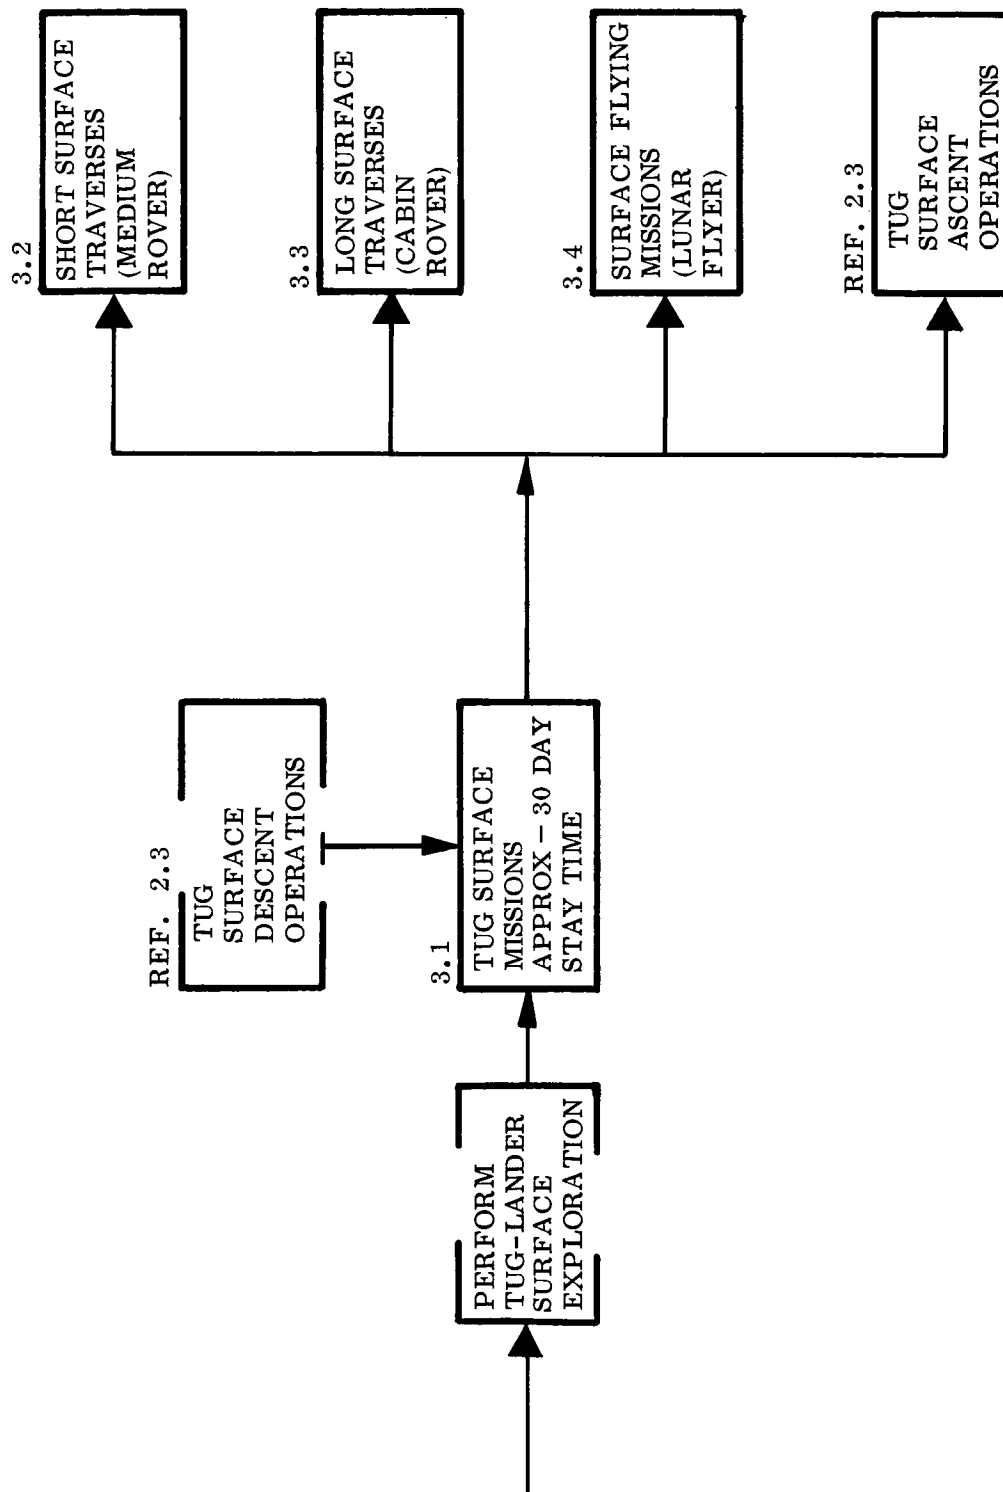 PERFORM
TUG-LANDER
SURFACE
EXPLORATION
REF. 2.3
TUG
SURFACE
DESCENT
OPERATIONS
3.1
TUG SURFACE
MISSIONS
APPROX - 30 DAY
STAY TIME
3.2
SHORT SURFACE
TRAVERSES
(MEDIUM
ROVER)
3.3
LONG SURFACE
TRAVERSES
(CABIN
ROVER)
3.4
SURFACE FLYING
MISSIONS
(LUNAR
FLYER)
REF. 2.3
TUG
SURFACE
ASCENT
OPERATIONS